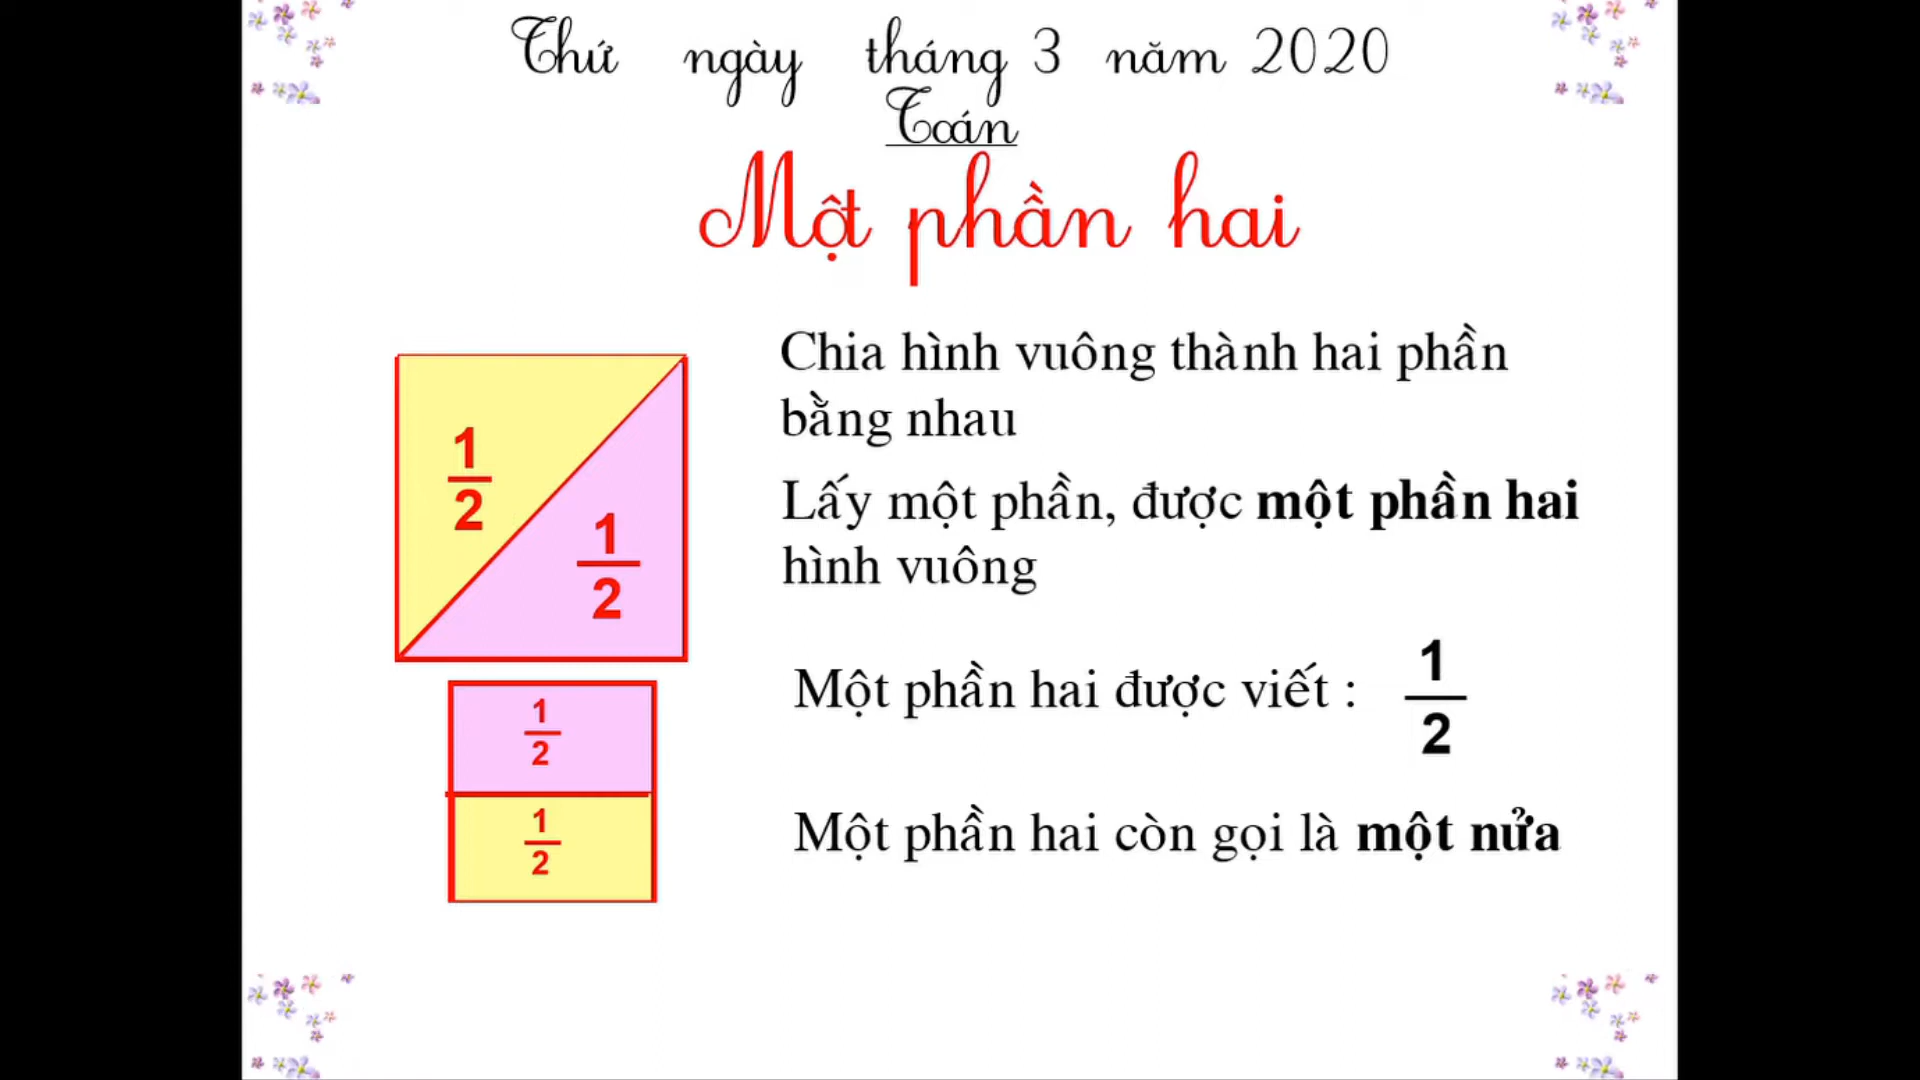 Thứ ngày tháng 3 năm 2020
Toán
Một phần hai
Chia hình vuông thành hai phần
bằng nhau
Lấy một phần, được một phần hai
hình vuông
1
2
1
2
Một phần hai được viết :
1
2
1
2
1
2
Một phần hai còn gọi là một nửa